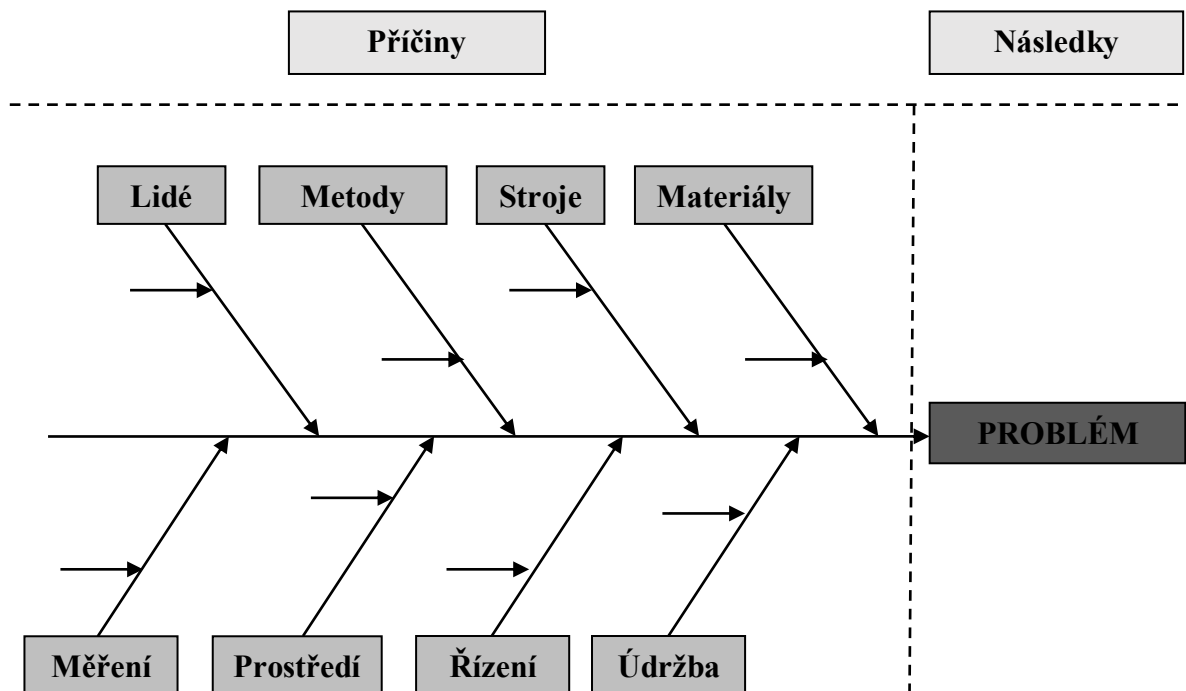 Příčiny
Následky
Lidé
Metody
Stroje
Materiály
PROBLÉM
Měření
Prostředí
Řízení
Údržba